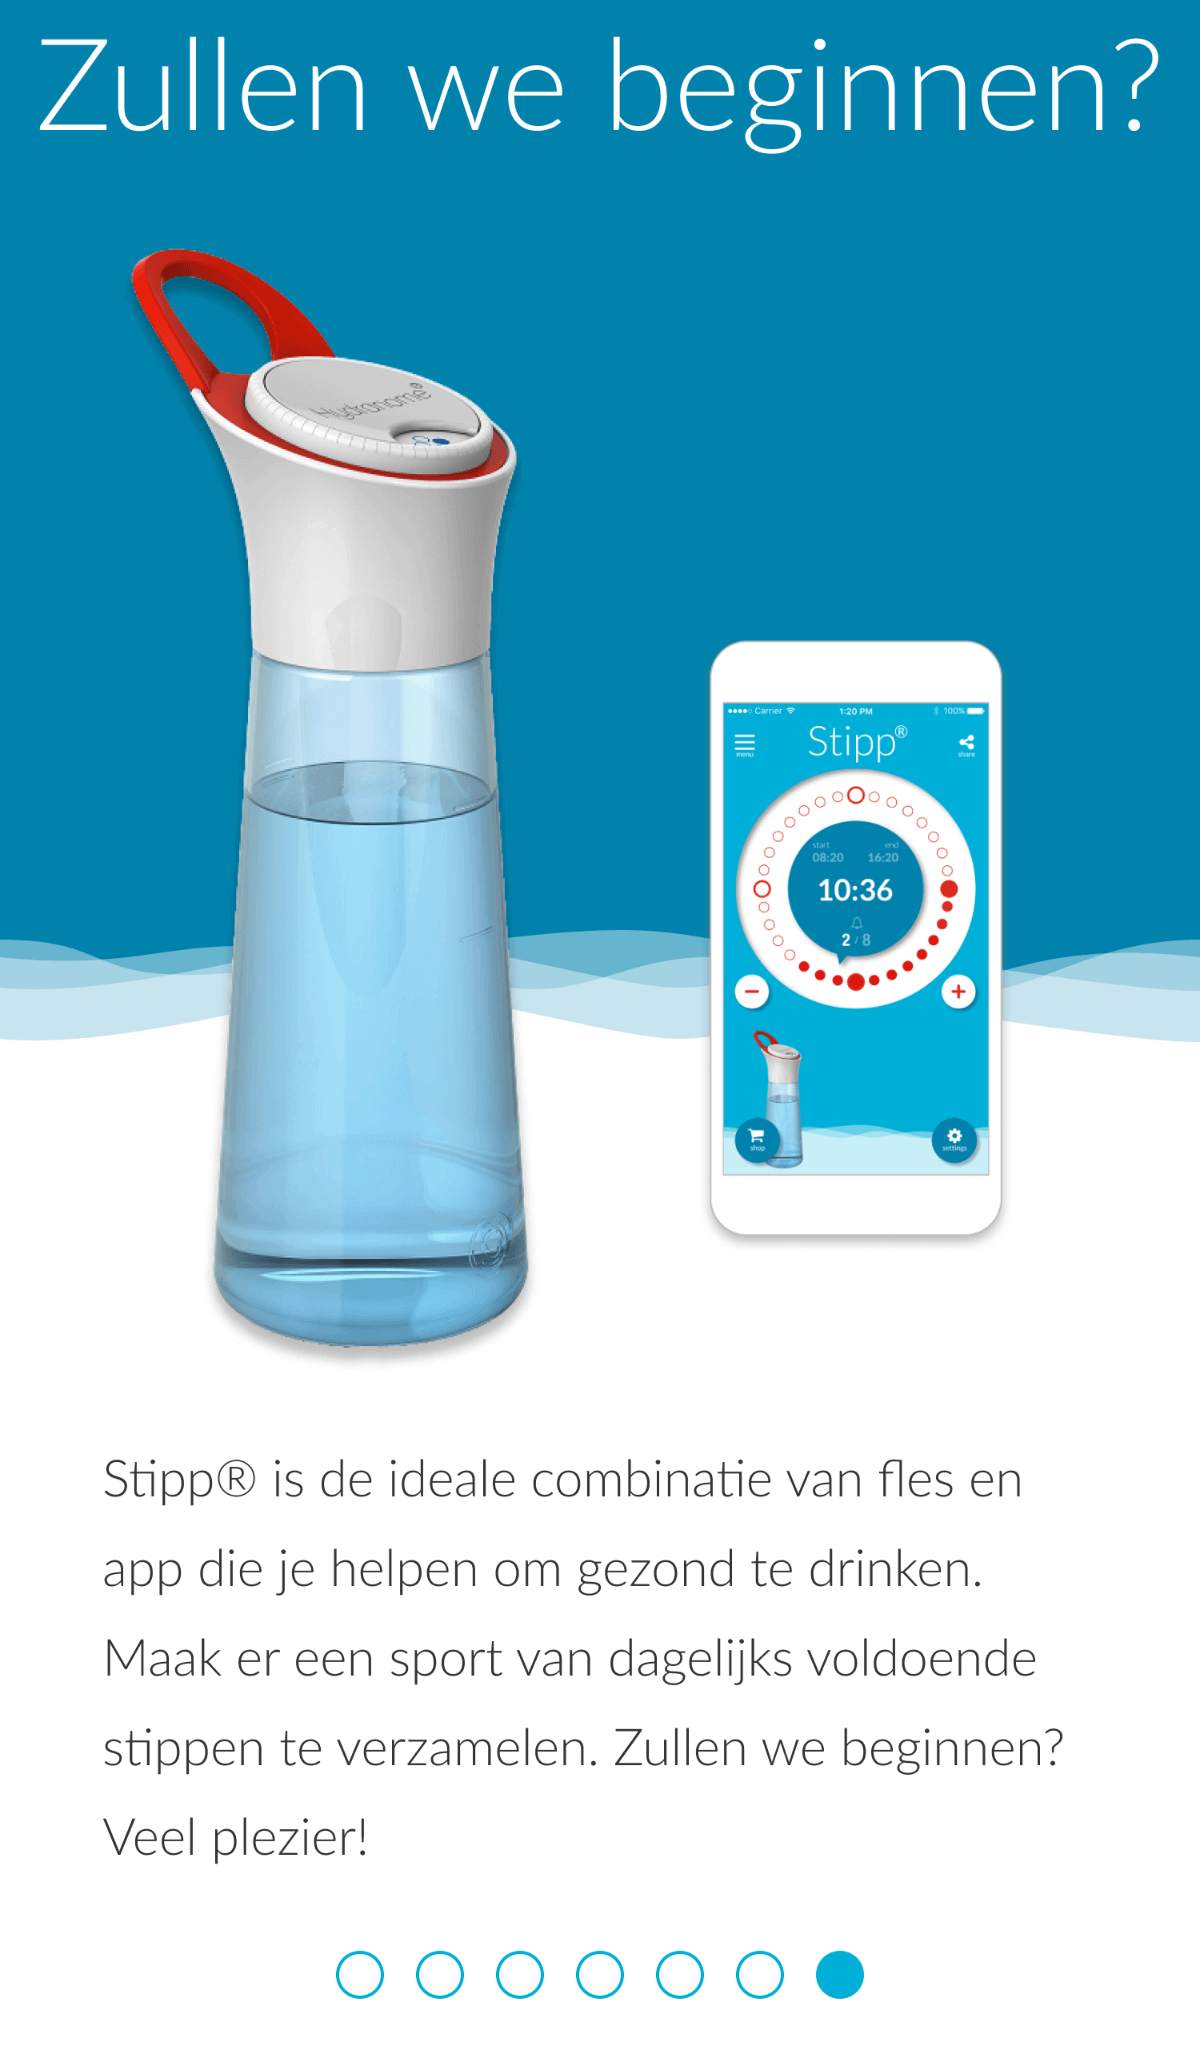 Zullen we beginnen?
Hydranome®
Carrier 1:20 PM 100%
menu Stipp® share
start end
08:20 16:20
10:36
2 / 8
− +
shop settings
Stipp® is de ideale combinatie van fles en
app die je helpen om gezond te drinken.
Maak er een sport van dagelijks voldoende
stippen te verzamelen. Zullen we beginnen?
Veel plezier!